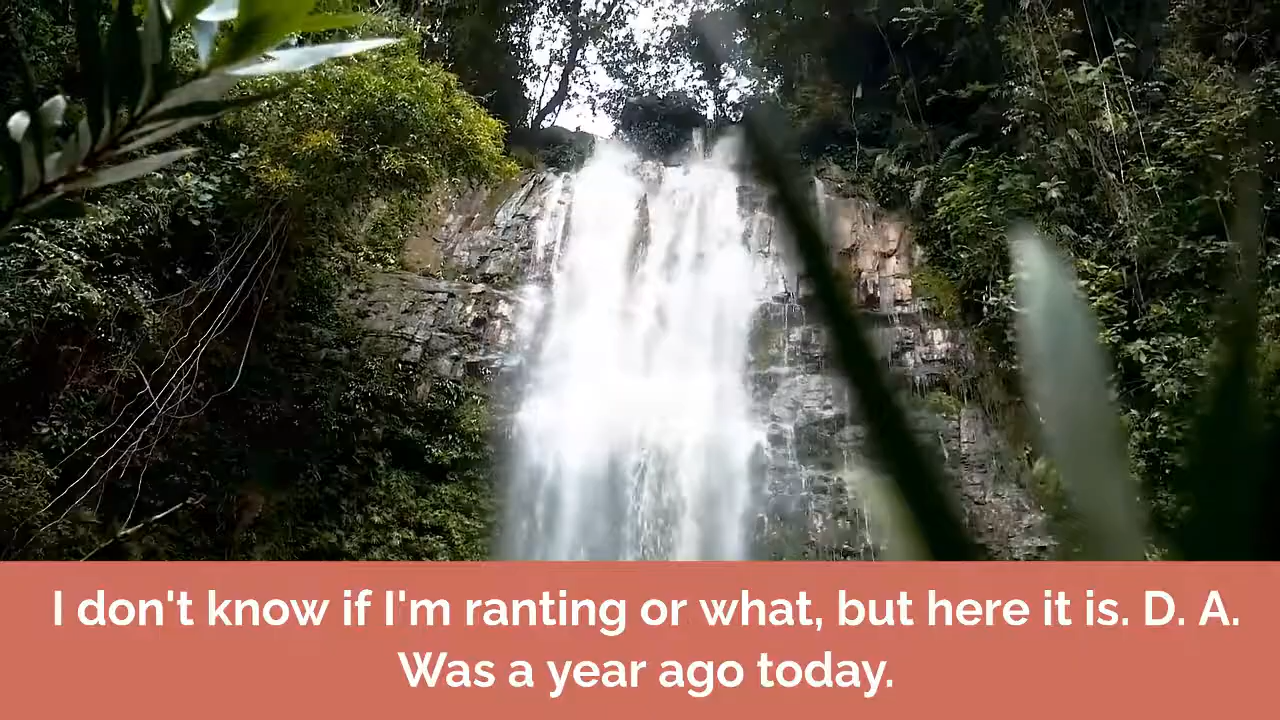 I don't know if I'm ranting or what, but here it is. D. A.
Was a year ago today.